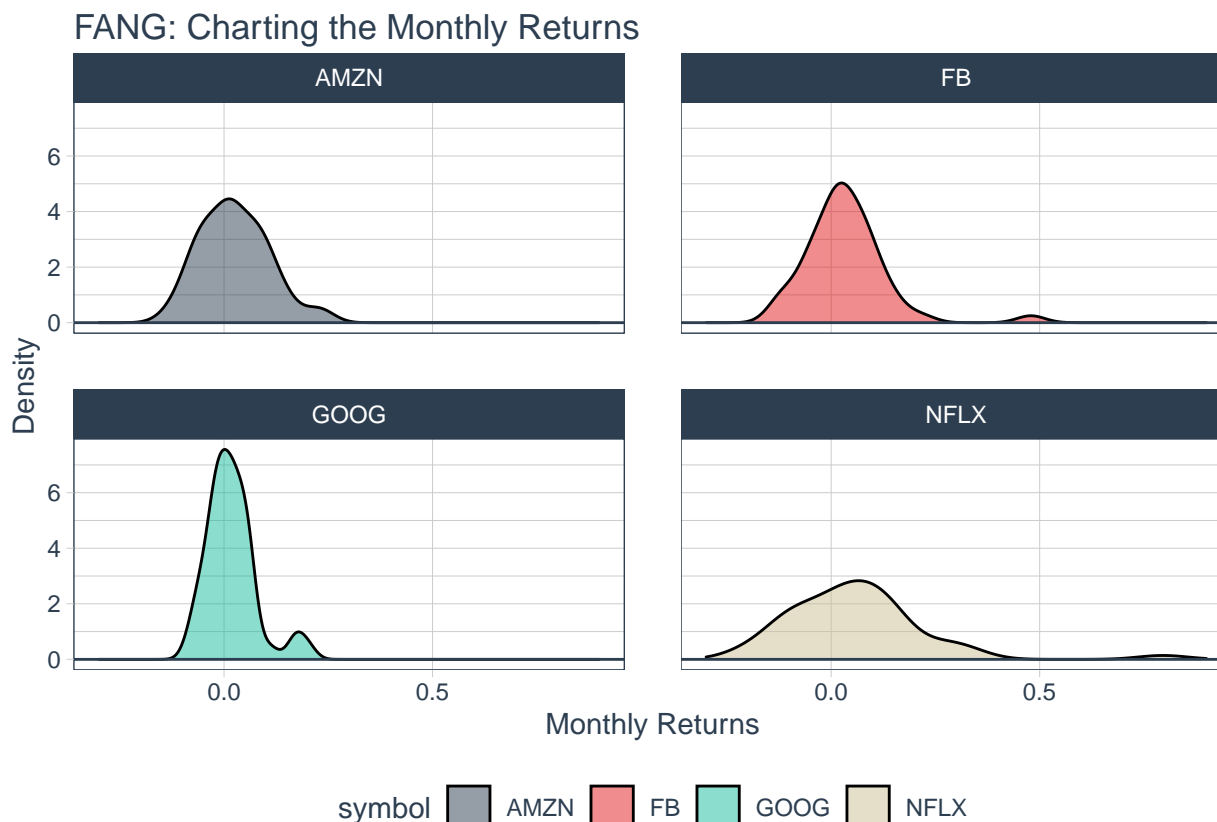 FANG: Charting the Monthly Returns
AMZN
FB
6
4
2
0
Density
GOOG
NFLX
6
4
2
0
0.0
0.5
0.0
0.5
Monthly Returns
symbol AMZN FB GOOG NFLX